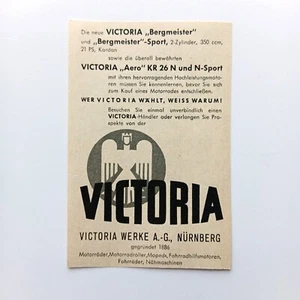 Die neue VICTORIA „Bergmeister"
und „Bergmeister"-Sport, 2-Zylinder, 350 ccm,
21 PS, Kardan
sowie die überall bewährten
VICTORIA „Aero" KR 26 N und N-Sport
mit ihren hervorragenden Hochleistungsmoto-
ren müssen Sie kennenlernen, bevor Sie sich
zum Kauf eines Motorrades entschließen.
WER VICTORIA WÄHLT, WEISS WARUM!
Besuchen Sie einmal unverbindlich einen
VICTORIA-Händler oder verlangen Sie Pro-
spekte von der
VICTORIA
VICTORIA WERKE A.-G., NÜRNBERG
gegründet 1886
Motorräder, Motorradroller, Mopeds, Fahrradhilfsmotoren,
Fahrräder, Nähmaschinen